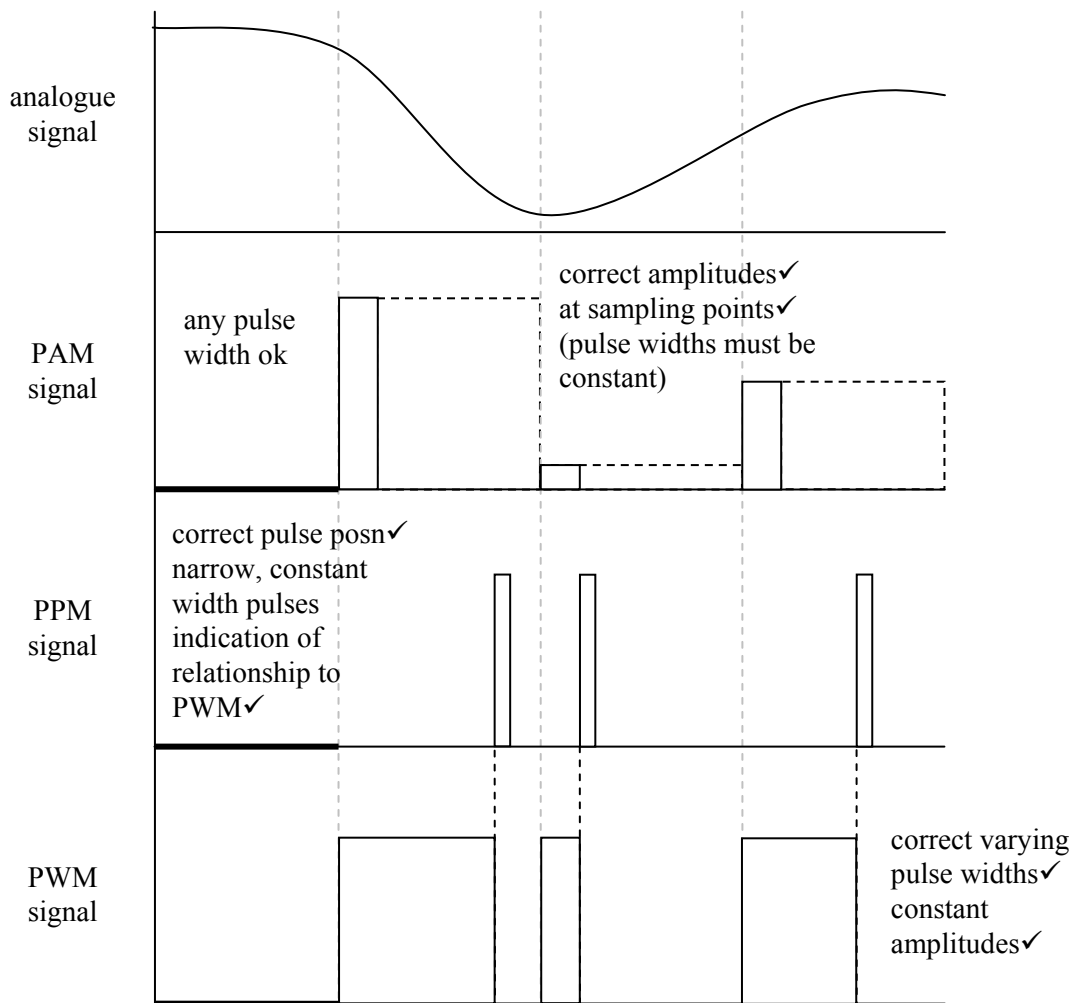 analogue
signal
any pulse
width ok
correct amplitudes✓
at sampling points✓
(pulse widths must be
constant)
PAM
signal
correct pulse posn✓
narrow, constant
width pulses
indication of
relationship to
PWM✓
PPM
signal
PWM
signal
correct varying
pulse widths✓
constant
amplitudes✓